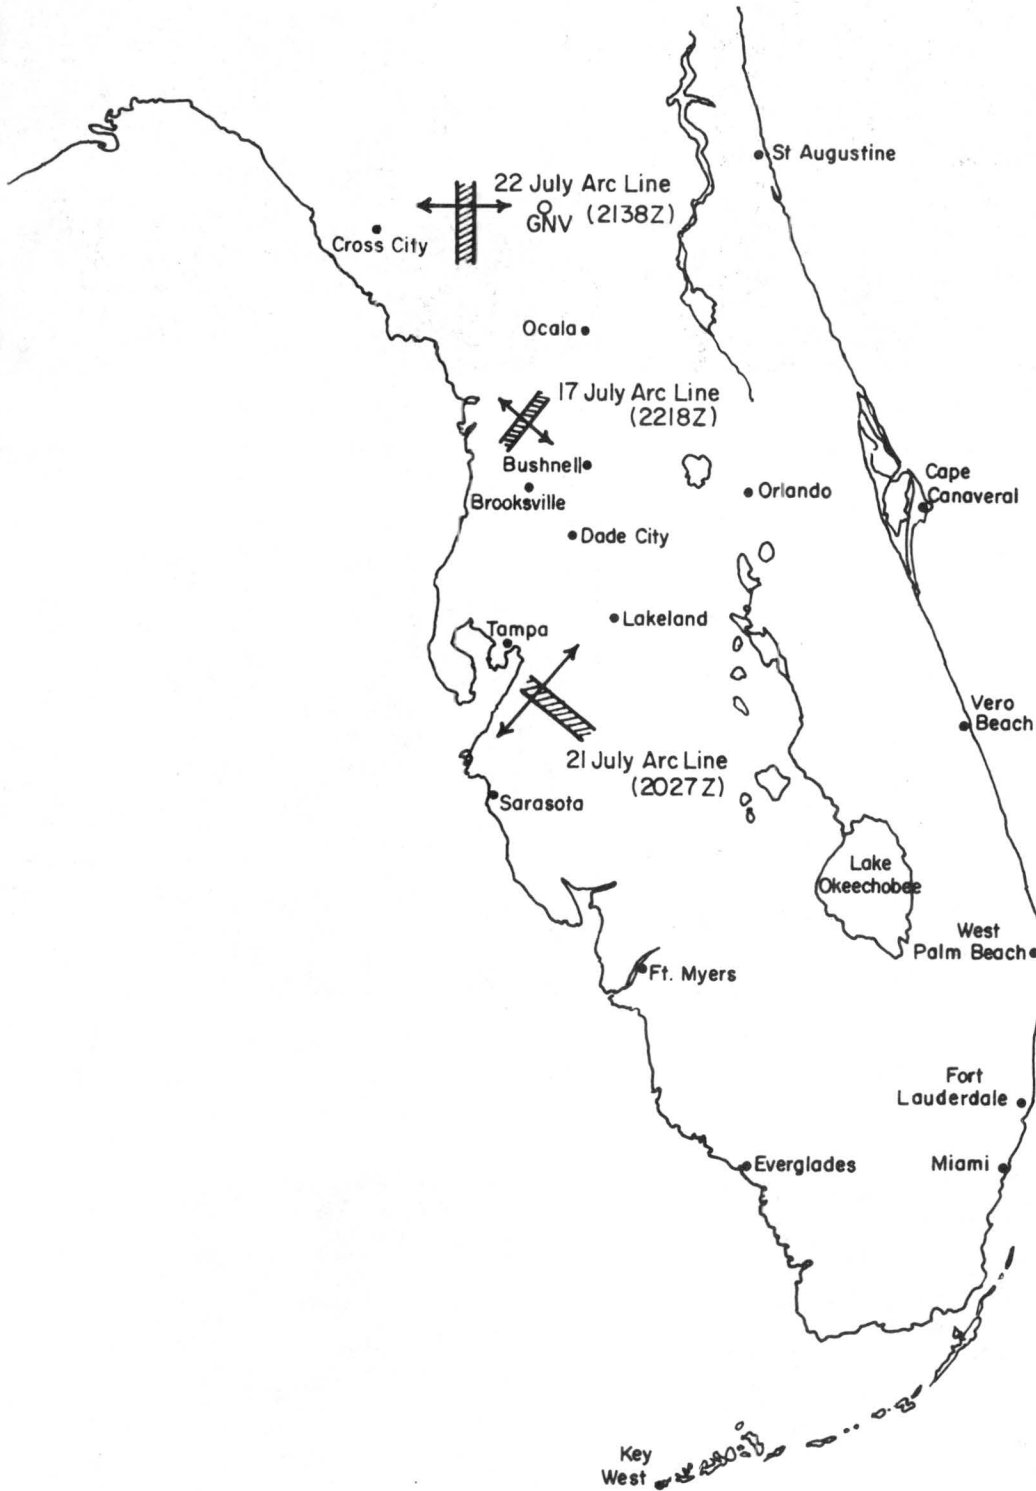 St Augustine
22 July Arc Line
(2138Z)
GNV
Cross City
Ocala
17 July Arc Line
(2218Z)
Bushnell
Brooksville
Orlando
Cape
Canaveral
Dade City
Lakeland
Tampa
Vero
Beach
21 July Arc Line
(2027Z)
Sarasota
Lake
Okeechobee
West
Palm Beach
Ft. Myers
Fort
Lauderdale
Everglades
Miami
Key
West